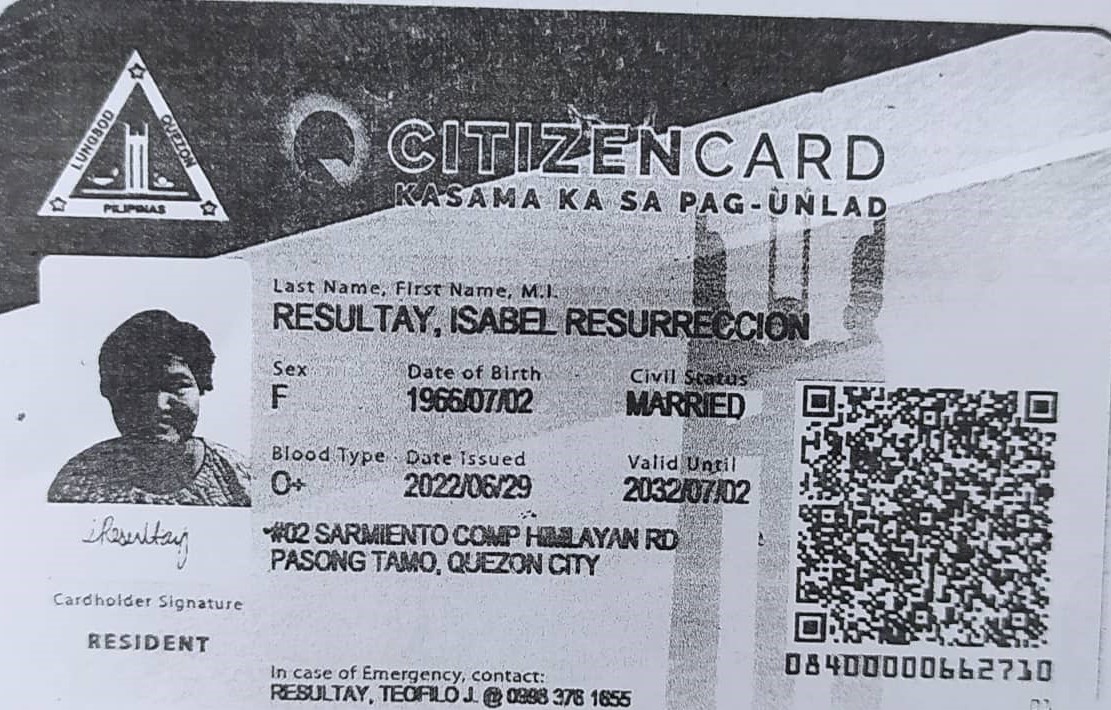 LUNGSOD QUEZON
PILIPINAS
CITIZENCARD
KASAMA KA SA PAG-UNLAD
Last Name, First Name, M.I.
RESULTAY, ISABEL RESURRECCION
Sex Date of Birth Civil Status
F 1966/07/02 MARRIED
Blood Type Date Issued Valid Until
O+ 2022/06/29 2032/07/02
#02 SARMIENTO COMP HIMLAYAN RD
PASONG TAMO, QUEZON CITY
iResultay
Cardholder Signature
RESIDENT
08400000662710
In case of Emergency, contact:
RESULTAY, TEOFILO J. @ 0998 376 1655